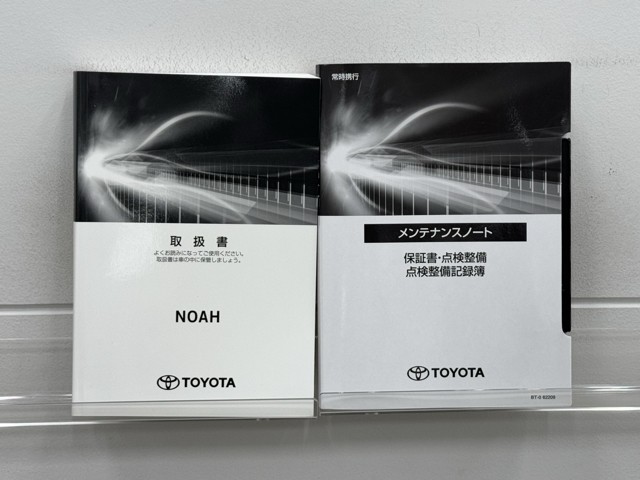 取扱書
よくお読みになってご使用ください。
取扱書は車の中に保管しましょう。
NOAH
TOYOTA
常時携行
メンテナンスノート
保証書・点検整備
点検整備記録簿
TOYOTA